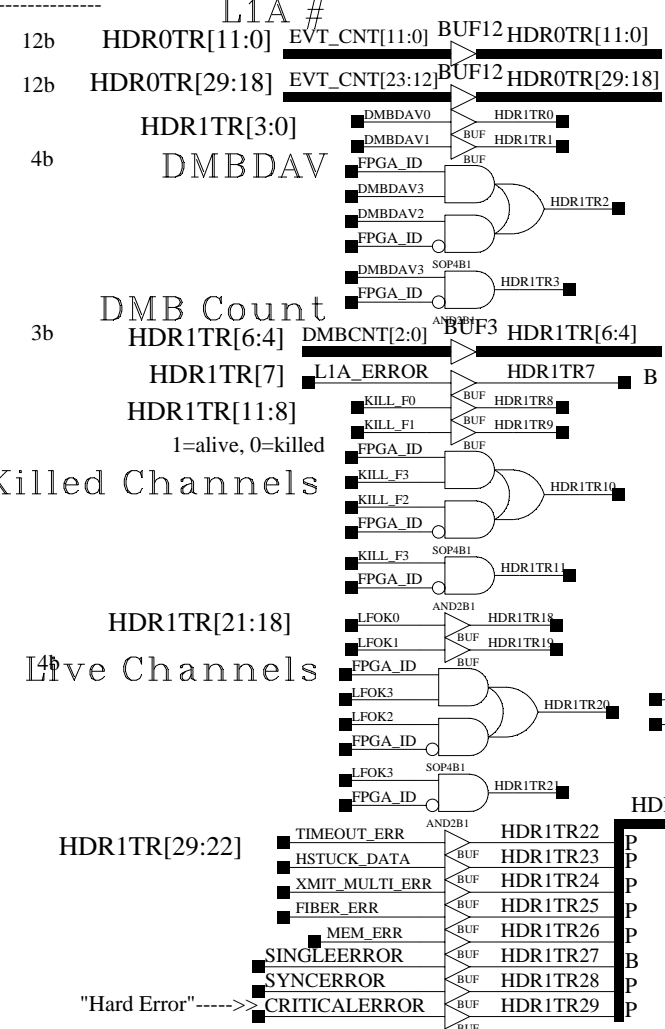 L1A #
12b HDR0TR[11:0] EVT_CNT[11:0] BUF12 HDR0TR[11:0]
12b HDR0TR[29:18] EVT_CNT[23:12] BUF12 HDR0TR[29:18]
HDR1TR[3:0] DMBDAV0 HDR1TR0
DMBDAV1 BUF HDR1TR1
4b DMBDAV FPGA_ID BUF
DMBDAV3 HDR1TR2
DMBDAV2
FPGA_ID
DMBDAV3 SOP4B1 HDR1TR3
FPGA_ID
DMB Count AND2B1
3b HDR1TR[6:4] DMBCNT[2:0] BUF3 HDR1TR[6:4]
HDR1TR[7] L1A_ERROR HDR1TR7 B
HDR1TR[11:8] KILL_F0 BUF HDR1TR8
KILL_F1 BUF HDR1TR9
1=alive, 0=killed FPGA_ID BUF
Killed Channels KILL_F3 HDR1TR10
KILL_F2
FPGA_ID
KILL_F3 SOP4B1 HDR1TR11
FPGA_ID
AND2B1
HDR1TR[21:18] LFOK0 HDR1TR18
LFOK1 BUF HDR1TR19
4b Live Channels FPGA_ID BUF
LFOK3 HDR1TR20
LFOK2
FPGA_ID
LFOK3 SOP4B1 HDR1TR21
FPGA_ID
AND2B1
HDR1TR[29:22] TIMEOUT_ERR HDR1TR22 P
HSTUCK_DATA BUF HDR1TR23 P
XMIT_MULTI_ERR BUF HDR1TR24 P
FIBER_ERR BUF HDR1TR25 P
MEM_ERR BUF HDR1TR26 P
SINGLEERROR BUF HDR1TR27 B
SYNCERROR BUF HDR1TR28 P
"Hard Error"----->> CRITICALERROR BUF HDR1TR29 P
BUF